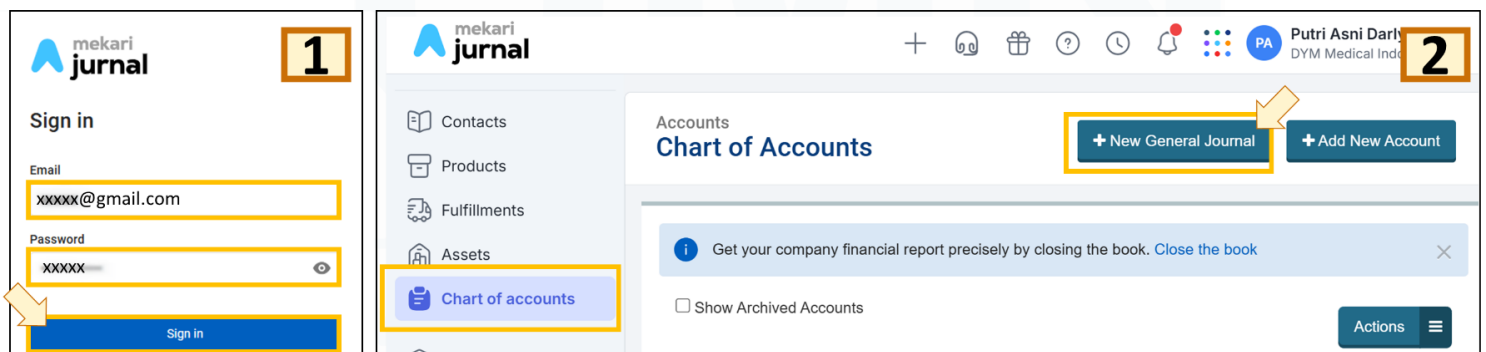 mekari
jurnal
1
Sign in
Email
xxxxx@gmail.com
Password
xxxxx
Sign in
mekari
jurnal
PA
Putri Asni
DYM Medical
2
Contacts
Products
Fulfillments
Assets
Chart of accounts
Accounts
Chart of Accounts
+ New General Journal
+ Add New Account
Get your company financial report precisely by closing the book. Close the book
Show Archived Accounts
Actions